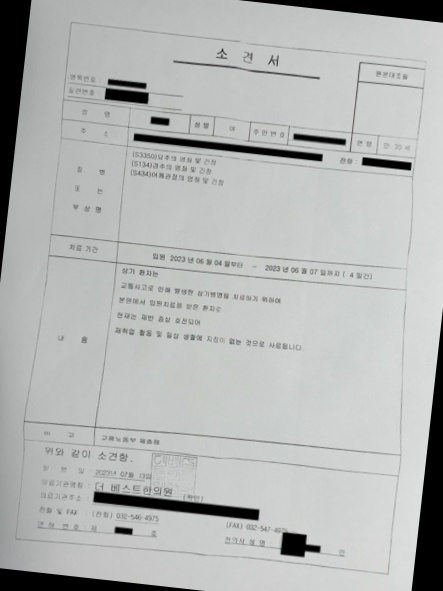 소 견 서
원본대조필
병록번호 :
일련번호 :
성 명
성별
여
주민번호
연령
만 35 세
주 소
전화 :
병 명
또 는
부 상 명
(S3350)요추의 염좌 및 긴장
(S134)경추의 염좌 및 긴장
(S434)어깨관절의 염좌 및 긴장
치료 기간
입원 2023 년 06 월 04 일부터 ~ 2023 년 06 월 07 일까지 ( 4 일간)
내 용
상기 환자는
교통사고로 인해 발생한 상기병명을 치료하기 위하여
본원에서 입원치료를 받은 환자로
현재는 제반 증상 호전되어
재취업 활동 및 일상 생활에 지장이 없는 것으로 사료됩니다
비 고
고용노동부 제출용
위와 같이 소견함.
발 행 일 : 2023년 07월
의료기관명칭 : 더 베스트한의원 (확인)
의료기관주소 :
전화 및 FAX : (전화) 032-546-4975 (FAX) 032-547-4975
면 허 번 호 : 제 호
한의사 성 명 : 인